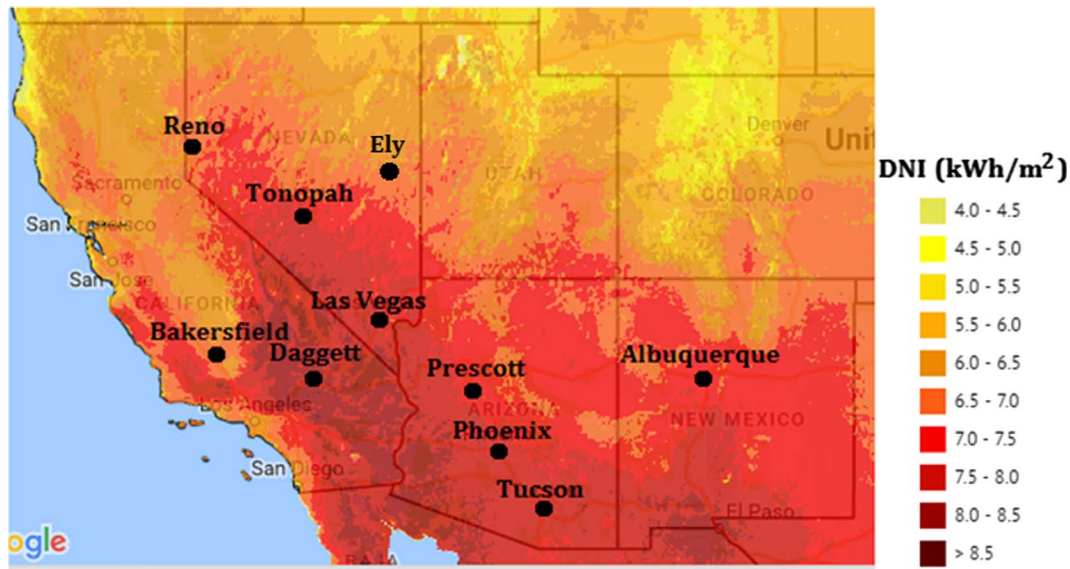 Reno
NEVADA
Ely
Denver
Unit
DNI (kWh/m²)
Sacramento
Tonopah
UTAH
COLORADO
San Francisco
San Jose
CALIFORNIA
Las Vegas
Bakersfield
Daggett
Prescott
Albuquerque
Los Angeles
ARIZONA
NEW MEXICO
Phoenix
San Diego
Tucson
El Paso
ogle
BAJA
4.0 - 4.5
4.5 - 5.0
5.0 - 5.5
5.5 - 6.0
6.0 - 6.5
6.5 - 7.0
7.0 - 7.5
7.5 - 8.0
8.0 - 8.5
> 8.5